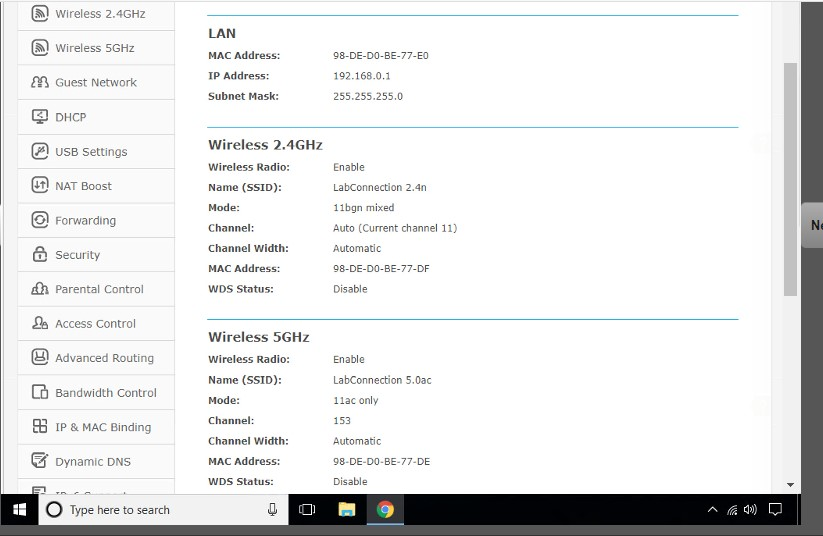 Wireless 2.4GHz
Wireless 5GHz
Guest Network
DHCP
USB Settings
NAT Boost
Forwarding
Security
Parental Control
Access Control
Advanced Routing
Bandwidth Control
IP & MAC Binding
Dynamic DNS
LAN
MAC Address: 98-DE-D0-BE-77-E0
IP Address: 192.168.0.1
Subnet Mask: 255.255.255.0
Wireless 2.4GHz
Wireless Radio: Enable
Name (SSID): LabConnection 2.4n
Mode: 11bgn mixed
Channel: Auto (Current channel 11)
Channel Width: Automatic
MAC Address: 98-DE-D0-BE-77-DF
WDS Status: Disable
Wireless 5GHz
Wireless Radio: Enable
Name (SSID): LabConnection 5.0ac
Mode: 11ac only
Channel: 153
Channel Width: Automatic
MAC Address: 98-DE-D0-BE-77-DE
WDS Status: Disable
Ne
Type here to search